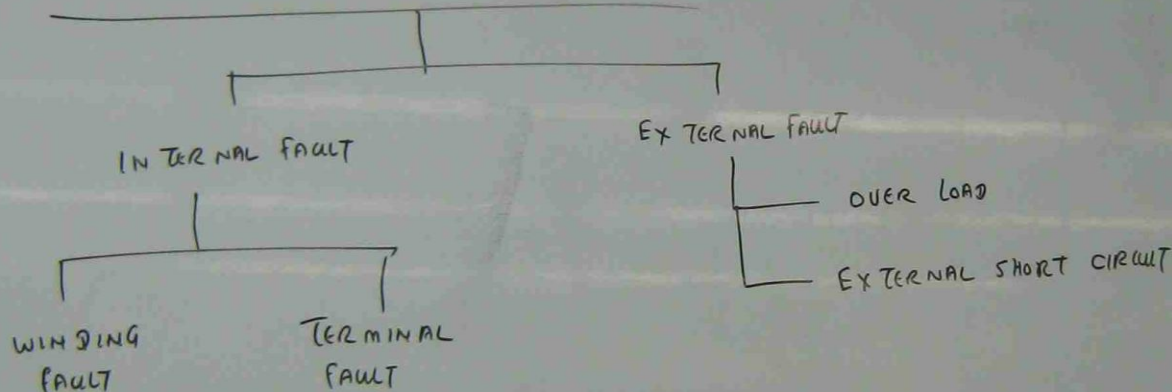 INTERNAL FAULT
EXTERNAL FAULT
OVER LOAD
EXTERNAL SHORT CIRCUIT
WINDING
FAULT
TERMINAL
FAULT